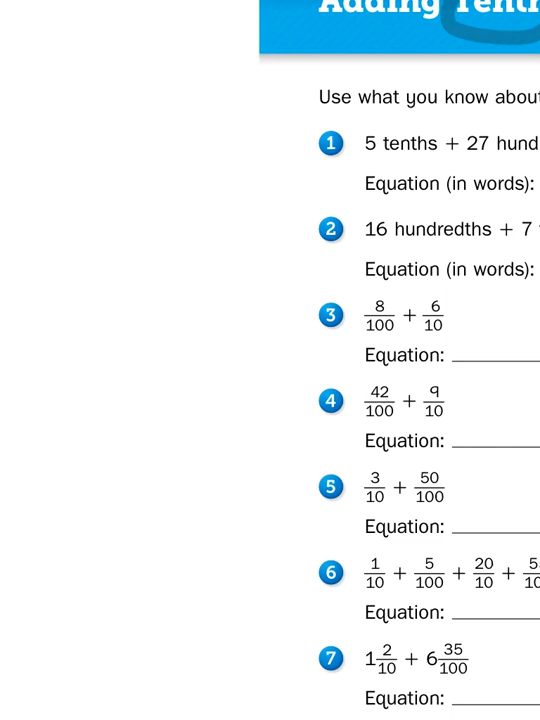 Adding
Use what you know about
1 5 tenths + 27
Equation (in words):
2 16 hundredths + 7
Equation (in words):
3 8/100 + 6/10
Equation:
4 42/100 + 9/10
Equation:
5 3/10 + 50/100
Equation:
6 1/10 + 5/100 + 20/10 +
Equation:
7 1 2/10 + 6 35/100
Equation: